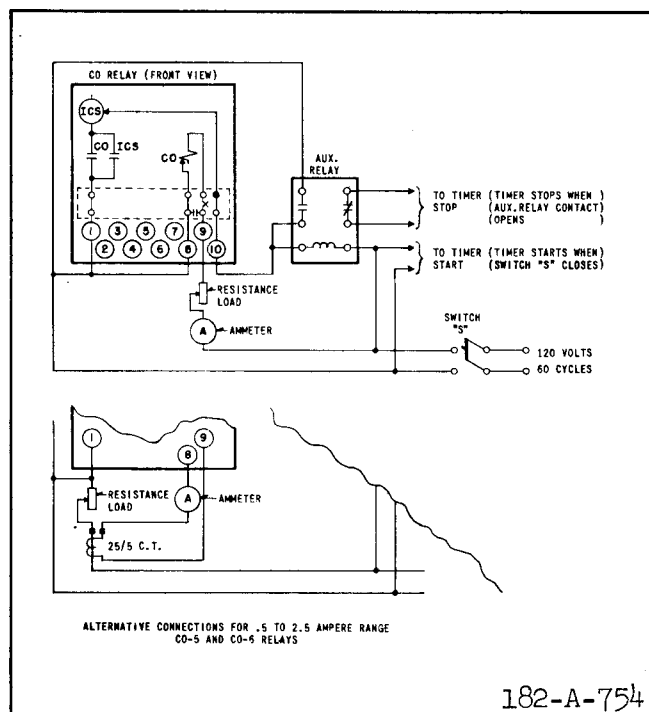 CO RELAY (FRONT VIEW)
ICS
CO ICS
CO
1 3 5 7 9
2 4 6 8 10
AUX.
RELAY
TO TIMER (TIMER STOPS WHEN )
STOP (AUX.RELAY CONTACT)
(OPENS )
TO TIMER (TIMER STARTS WHEN)
START (SWITCH "S" CLOSES)
RESISTANCE
LOAD
A AMMETER
SWITCH
"S"
120 VOLTS
60 CYCLES
1 8 9
RESISTANCE
LOAD
A AMMETER
25/5 C.T.
ALTERNATIVE CONNECTIONS FOR .5 TO 2.5 AMPERE RANGE
CO-5 AND CO-6 RELAYS
182-A-754